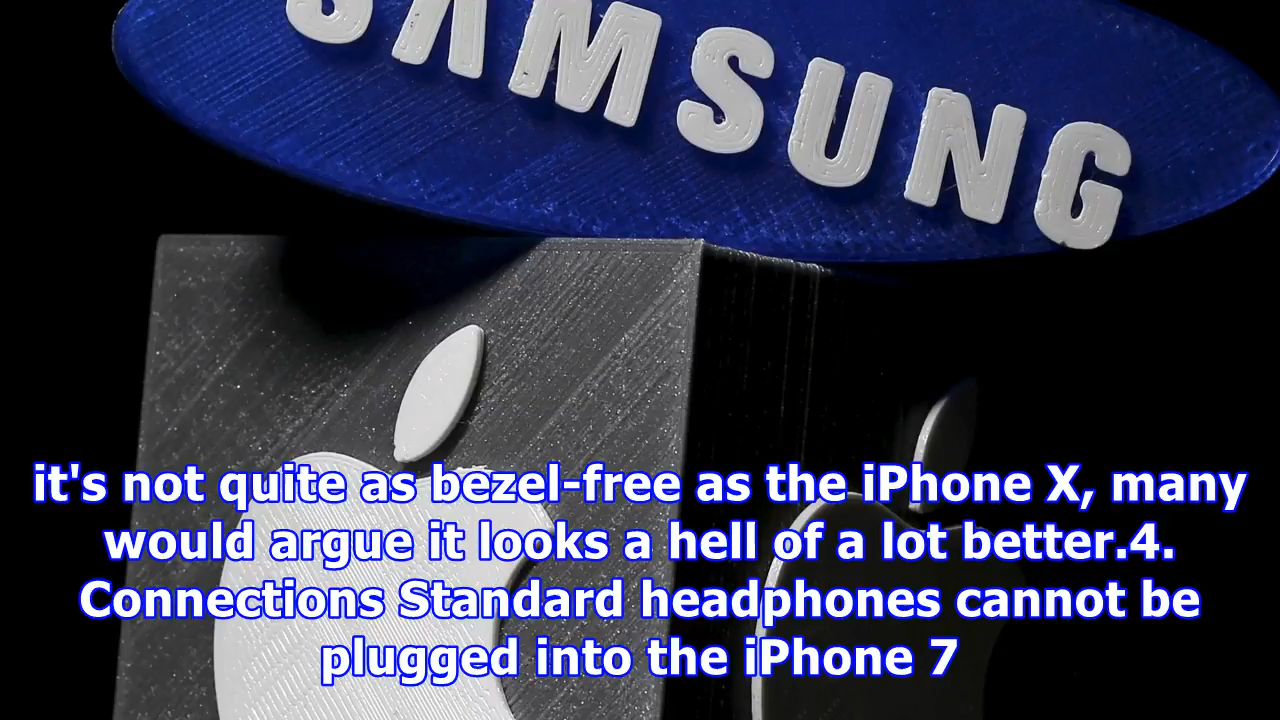 SAMSUNG
it's not quite as bezel-free as the iPhone X, many
would argue it looks a hell of a lot better.4.
Connections Standard headphones cannot be
plugged into the iPhone 7